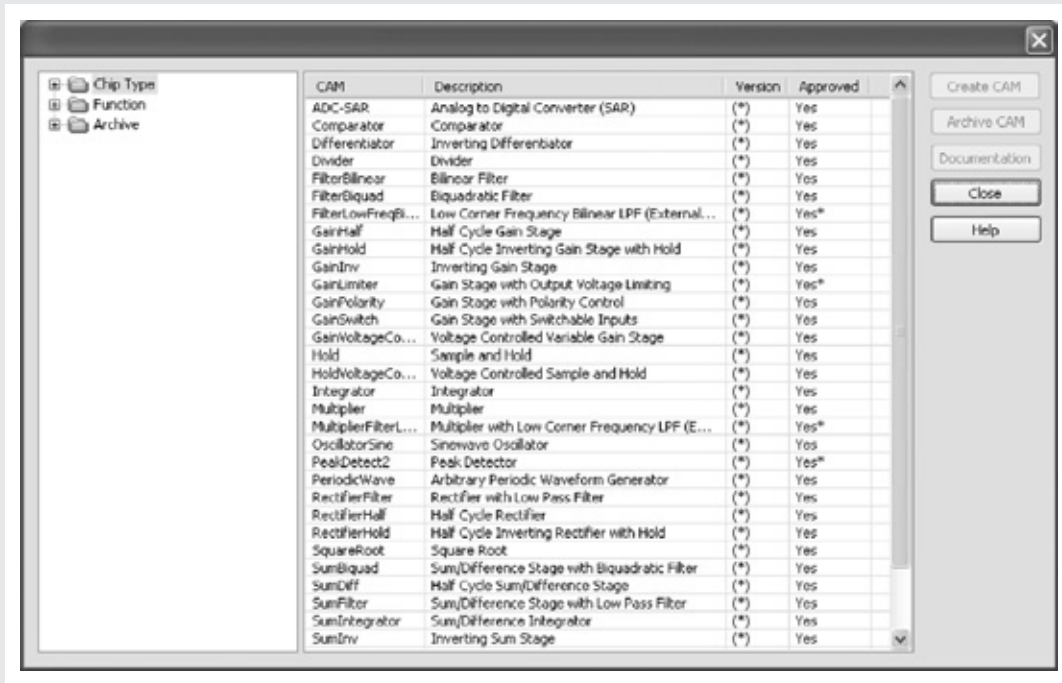 Chip Type
Function
Archive
CAM Description Version Approved
ADC-SAR Analog to Digital Converter (SAR) (*) Yes
Comparator Comparator (*) Yes
Differentiator Inverting Differentiator (*) Yes
Divider Divider (*) Yes
FilterBilinear Bilinear Filter (*) Yes
FilterBiquad Biquadratic Filter (*) Yes
FilterLowFreqBi... Low Corner Frequency Bilinear LPF (External... (*) Yes*
GainHalf Half Cycle Gain Stage (*) Yes
GainHold Half Cycle Inverting Gain Stage with Hold (*) Yes
GainInv Inverting Gain Stage (*) Yes
GainLimiter Gain Stage with Output Voltage Limiting (*) Yes*
GainPolarity Gain Stage with Polarity Control (*) Yes
GainSwitch Gain Stage with Switchable Inputs (*) Yes
GainVoltageCo... Voltage Controlled Variable Gain Stage (*) Yes
Hold Sample and Hold (*) Yes
HoldVoltageCo... Voltage Controlled Sample and Hold (*) Yes
Integrator Integrator (*) Yes
Multiplier Multiplier (*) Yes
MultiplierFilterL... Multiplier with Low Corner Frequency LPF (E... (*) Yes*
OscillatorSine Sinewave Oscillator (*) Yes
PeakDetect2 Peak Detector (*) Yes*
PeriodicWave Arbitrary Periodic Waveform Generator (*) Yes
RectifierFilter Rectifier with Low Pass Filter (*) Yes
RectifierHalf Half Cycle Rectifier (*) Yes
RectifierHold Half Cycle Inverting Rectifier with Hold (*) Yes
SquareRoot Square Root (*) Yes
SumBiquad Sum/Difference Stage with Biquadratic Filter (*) Yes
SumDiff Half Cycle Sum/Difference Stage (*) Yes
SumFilter Sum/Difference Stage with Low Pass Filter (*) Yes
SumIntegrator Sum/Difference Integrator (*) Yes
SumInv Inverting Sum Stage (*) Yes
Create CAM
Archive CAM
Documentation
Close
Help